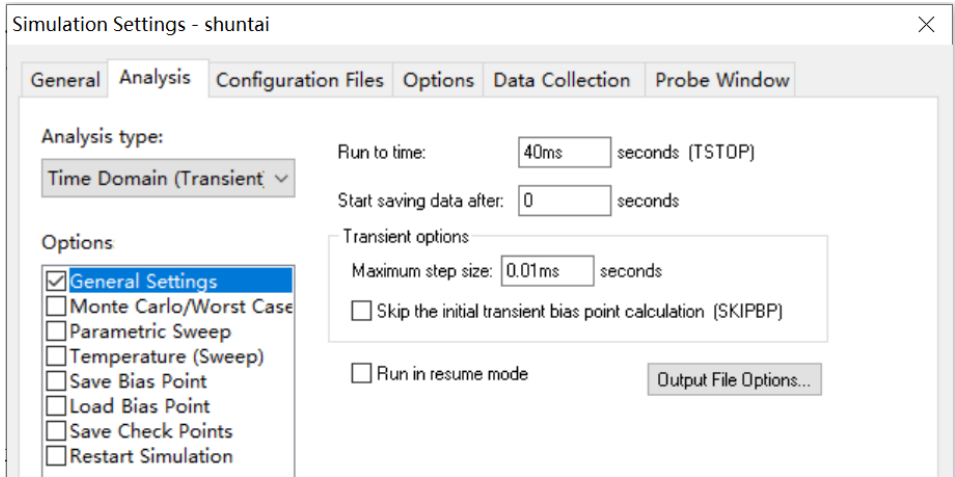 Simulation Settings - shuntai
General Analysis Configuration Files Options Data Collection Probe Window
Analysis type:
Time Domain (Transient)
Options
General Settings
Monte Carlo/Worst Case
Parametric Sweep
Temperature (Sweep)
Save Bias Point
Load Bias Point
Save Check Points
Restart Simulation
Run to time: 40ms seconds (TSTOP)
Start saving data after: 0 seconds
Transient options
Maximum step size: 0.01ms seconds
Skip the initial transient bias point calculation (SKIPBP)
Run in resume mode
Output File Options...